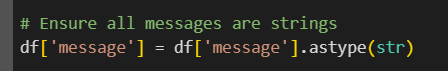 # Ensure all messages are strings
df['message'] = df['message'].astype(str)